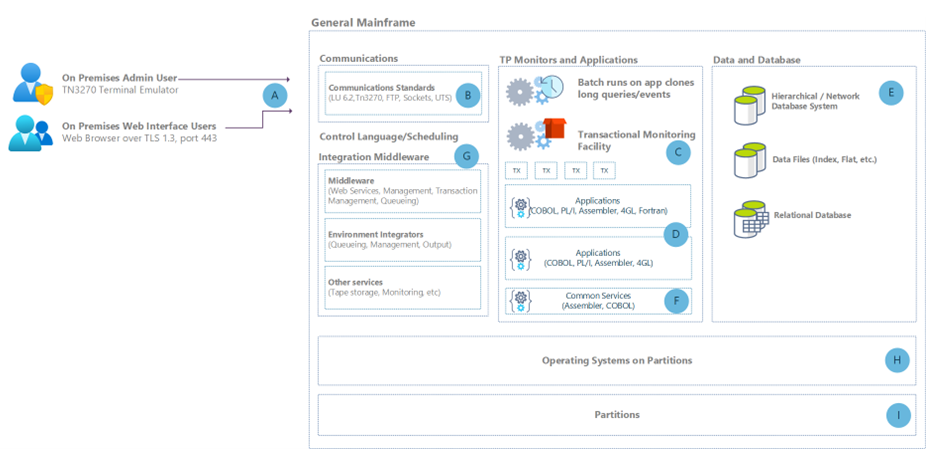 General Mainframe
On Premises Admin User
TN3270 Terminal Emulator
A
On Premises Web Interface Users
Web Browser over TLS 1.3, port 443
Communications
Communications Standards
(LU 6.2,Tn3270, FTP, Sockets, UTS)
B
Control Language/Scheduling
Integration Middleware
G
Middleware
(Web Services, Management, Transaction
Management, Queueing)
Environment Integrators
(Queueing, Management, Output)
Other services
(Tape storage, Monitoring, etc)
TP Monitors and Applications
Batch runs on app clones
long queries/events
Transactional Monitoring
Facility
C
TX
TX
TX
TX
Applications
(COBOL, PL/I, Assembler, 4GL, Fortran)
D
Applications
(COBOL, PL/I, Assembler, 4GL)
Common Services
(Assembler, COBOL)
F
Data and Database
Hierarchical / Network
Database System
E
Data Files (Index, Flat, etc.)
Relational Database
Operating Systems on Partitions
H
Partitions
I